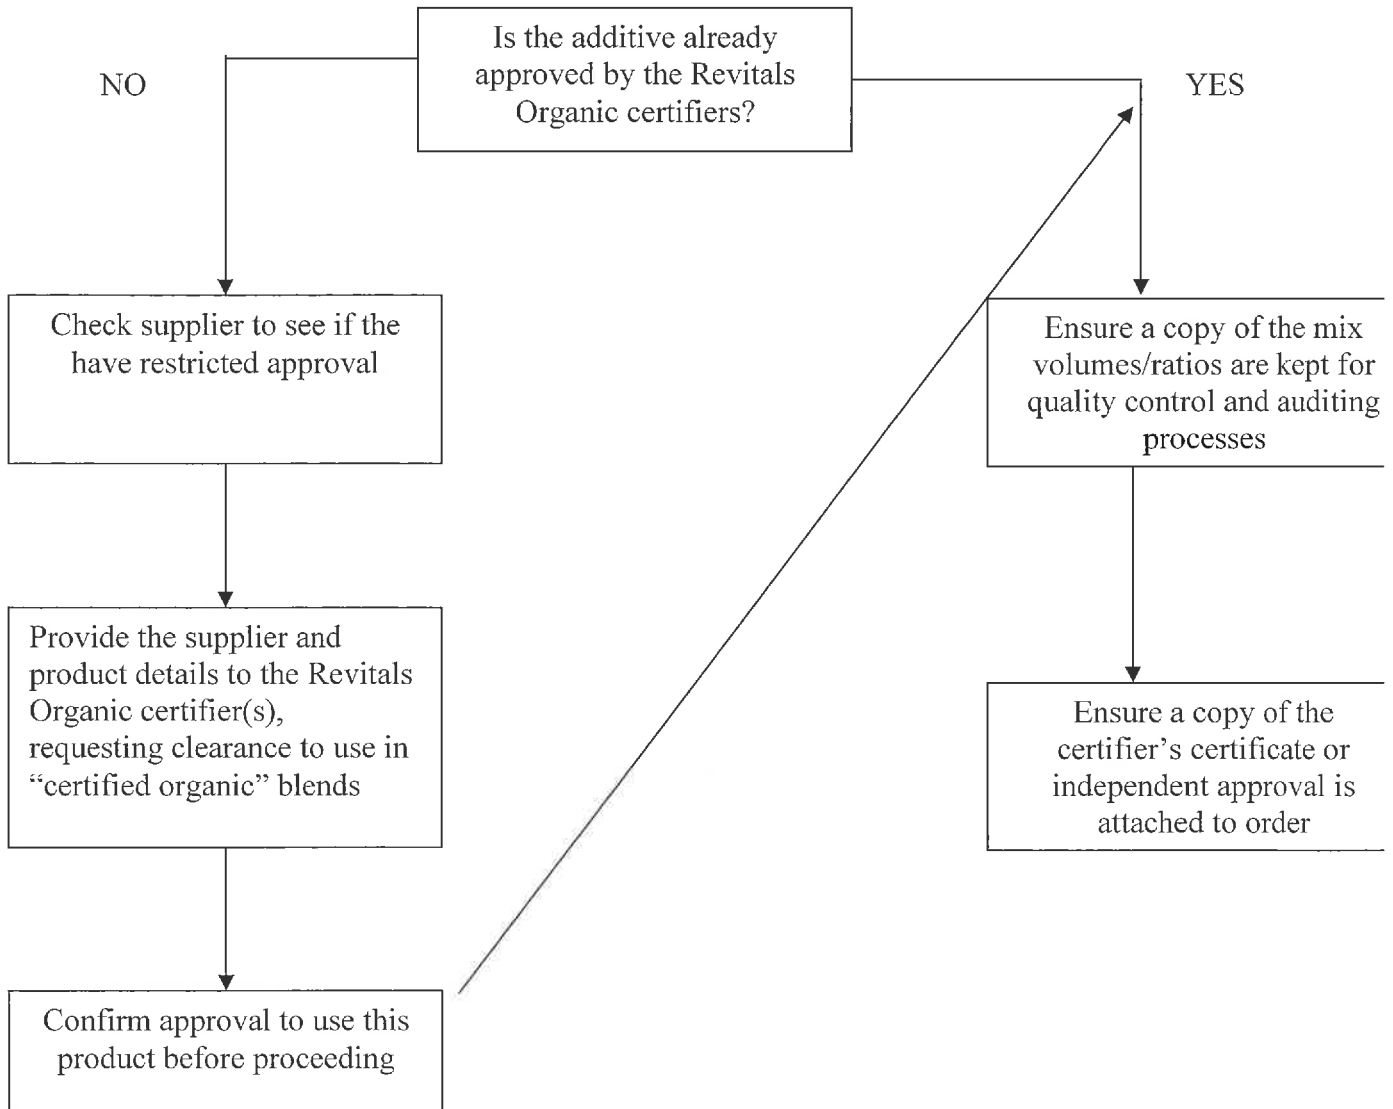 Is the additive already
approved by the Revitals
Organic certifiers?
NO
YES
Check supplier to see if the
have restricted approval
Ensure a copy of the mix
volumes/ratios are kept for
quality control and auditing
processes
Provide the supplier and
product details to the Revitals
Organic certifier(s),
requesting clearance to use in
“certified organic” blends
Ensure a copy of the
certifier’s certificate or
independent approval is
attached to order
Confirm approval to use this
product before proceeding